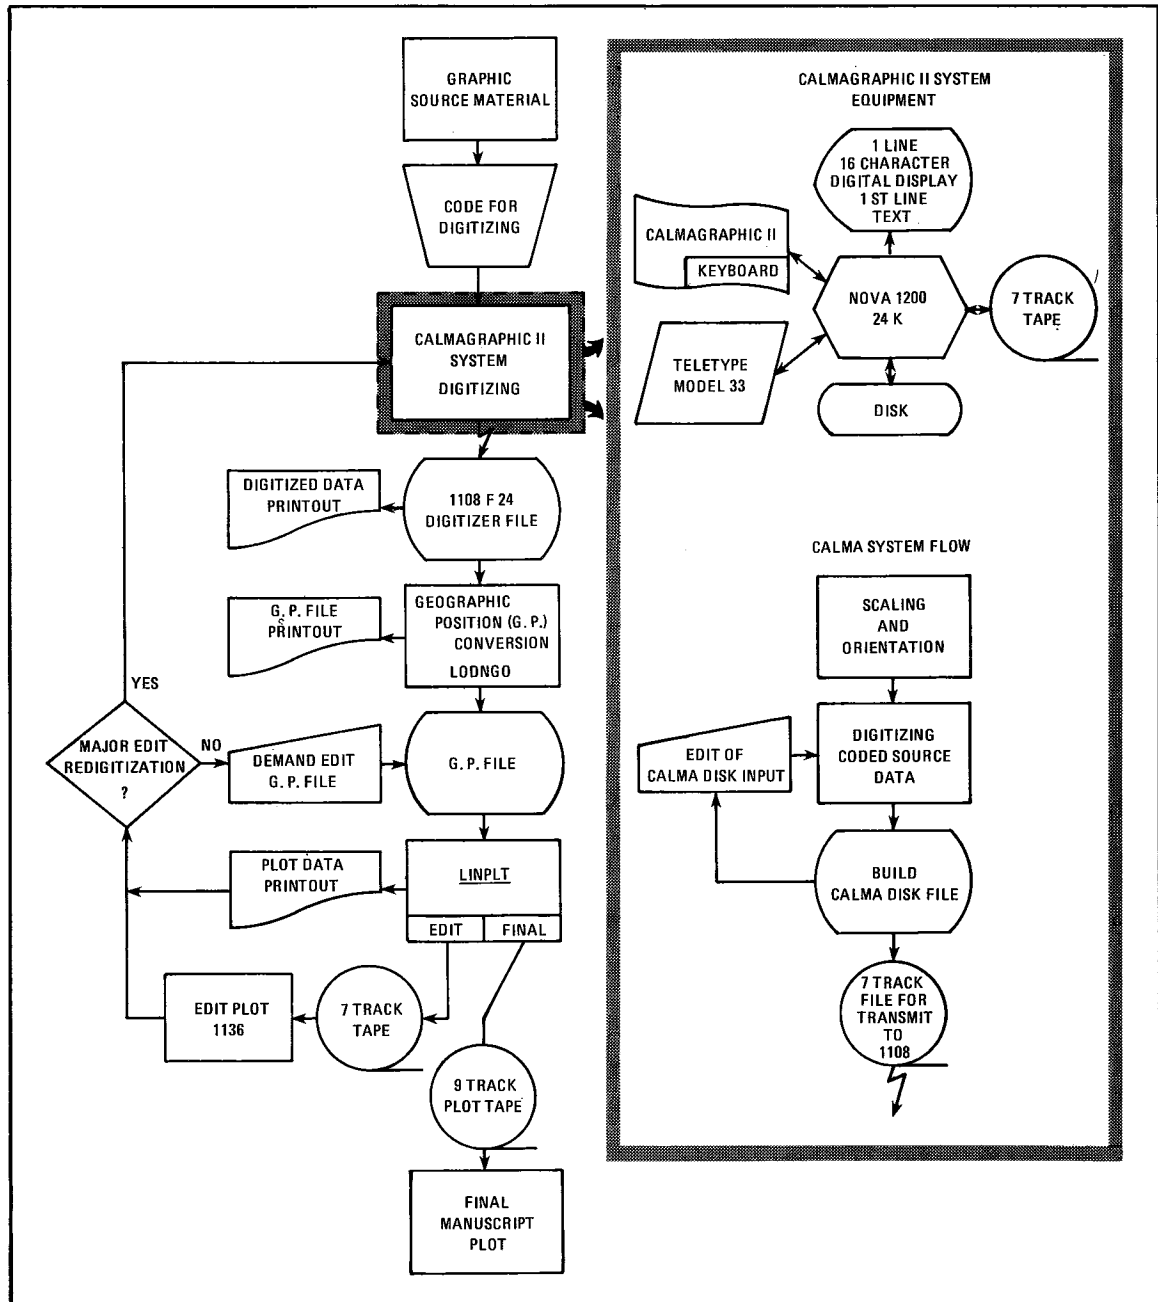 GRAPHIC
SOURCE MATERIAL
CODE FOR
DIGITIZING
CALMAGRAPHIC II
SYSTEM
DIGITIZING
1108 F 24
DIGITIZER FILE
DIGITIZED DATA
PRINTOUT
GEOGRAPHIC
POSITION (G. P.)
CONVERSION
LODNGO
G. P. FILE
S
PRINTOUT
YES
MAJOR EDIT
REDIGITIZATION
?
NO
DEMAND EDIT
G. P. FILE
G. P. FILE
LINPLT
EDIT
FINAL
PLOT DATA
PRINTOUT
7 TRACK
TAPE
EDIT PLOT
1136
9 TRACK
PLOT TAPE
FINAL
MANUSCRIPT
PLOT
CALMAGRAPHIC II SYSTEM
EQUIPMENT
1 LINE
16 CHARACTER
DIGITAL DISPLAY
1 ST LINE
TEXT
CALMAGRAPHIC II
KEYBOARD
NOVA 1200
24 K
7 TRACK
TAPE
TELETYPE
MODEL 33
DISK
CALMA SYSTEM FLOW
SCALING
AND
ORIENTATION
DIGITIZING
CODED SOURCE
DATA
EDIT OF
CALMA DISK INPUT
BUILD
CALMA DISK FILE
7 TRACK
FILE FOR
TRANSMIT
TO
1108